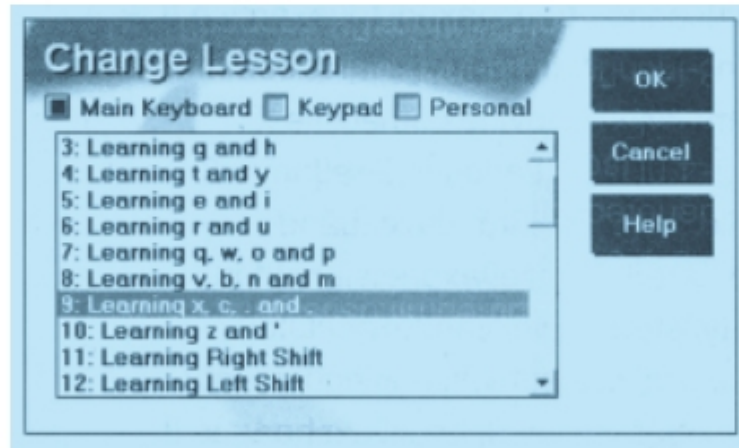 Change Lesson
Main Keyboard Keypad Personal
3: Learning g and h
4: Learning t and y
5: Learning e and i
6: Learning r and u
7: Learning q, w, o and p
8: Learning v, b, n and m
9: Learning x, c, . and
10: Learning z and '
11: Learning Right Shift
12: Learning Left Shift
OK
Cancel
Help